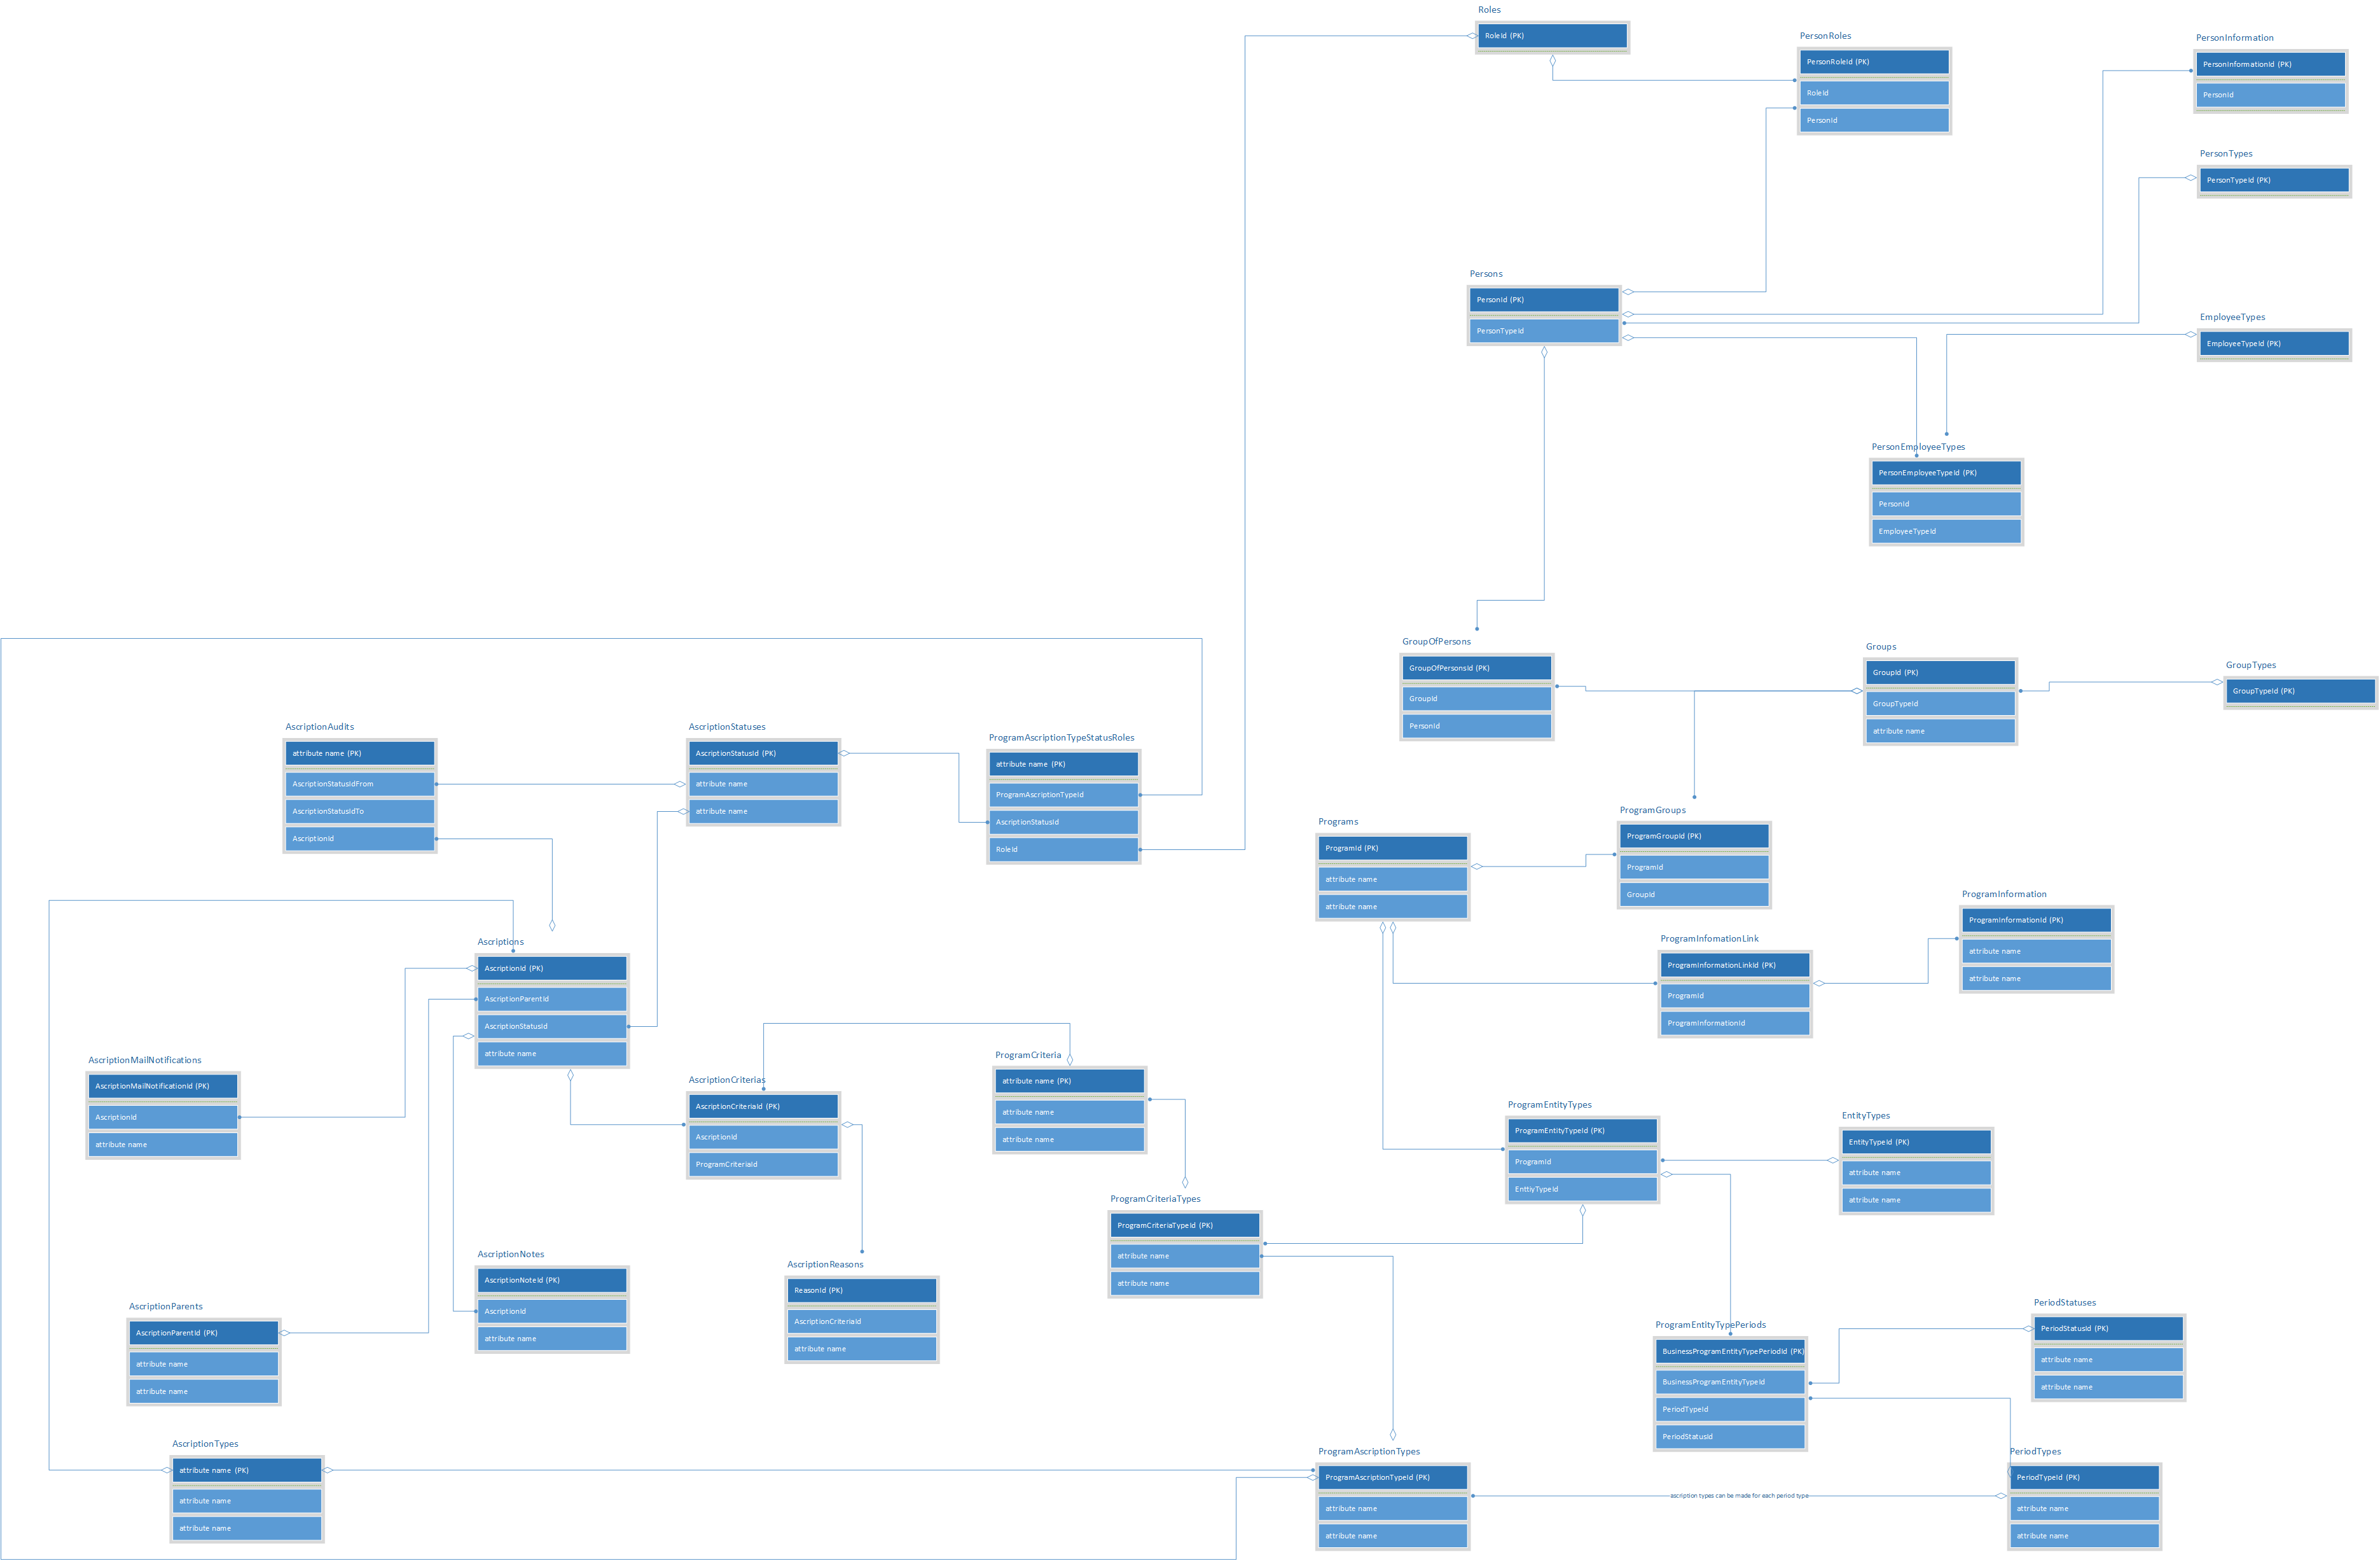 Roles
RoleId (PK)
PersonRoles
PersonRoleId (PK)
RoleId
PersonId
PersonInformation
PersonInformationId (PK)
PersonId
PersonTypes
PersonTypeId (PK)
Persons
PersonId (PK)
PersonTypeId
EmployeeTypes
EmployeeTypeId (PK)
PersonEmployeeTypes
PersonEmployeeTypeId (PK)
PersonId
EmployeeTypeId
GroupOfPersons
GroupOfPersonsId (PK)
GroupId
PersonId
Groups
GroupId (PK)
GroupTypeId
attribute name
GroupTypes
GroupTypeId (PK)
AscriptionAudits
attribute name (PK)
AscriptionStatusIdFrom
AscriptionStatusIdTo
AscriptionId
AscriptionStatuses
AscriptionStatusId (PK)
attribute name
attribute name
ProgramAscriptionTypeStatusRoles
attribute name (PK)
ProgramAscriptionTypeId
AscriptionStatusId
RoleId
Programs
ProgramId (PK)
attribute name
attribute name
ProgramGroups
ProgramGroupId (PK)
ProgramId
GroupId
ProgramInformation
ProgramInformationId (PK)
attribute name
attribute name
ProgramInfomationLink
ProgramInformationLinkId (PK)
ProgramId
ProgramInformationId
Ascriptions
AscriptionId (PK)
AscriptionParentId
AscriptionStatusId
attribute name
AscriptionMailNotifications
AscriptionMailNotificationId (PK)
AscriptionId
attribute name
AscriptionCriterias
AscriptionCriteriaId (PK)
AscriptionId
ProgramCriteriaId
ProgramCriteria
attribute name (PK)
attribute name
attribute name
ProgramEntityTypes
ProgramEntityTypeId (PK)
ProgramId
EnttiyTypeId
EntityTypes
EntityTypeId (PK)
attribute name
attribute name
ProgramCriteriaTypes
ProgramCriteriaTypeId (PK)
attribute name
attribute name
AscriptionNotes
AscriptionNoteId (PK)
AscriptionId
attribute name
AscriptionReasons
ReasonId (PK)
AscriptionCriteriaId
attribute name
AscriptionParents
AscriptionParentId (PK)
attribute name
attribute name
ProgramEntityTypePeriods
BusinessProgramEntityTypePeriodId (PK)
BusinessProgramEntityTypeId
PeriodTypeId
PeriodStatusId
PeriodStatuses
PeriodStatusId (PK)
attribute name
attribute name
AscriptionTypes
attribute name (PK)
attribute name
attribute name
ProgramAscriptionTypes
ProgramAscriptionTypeId (PK)
attribute name
attribute name
ascription types can be made for each period type
PeriodTypes
PeriodTypeId (PK)
attribute name
attribute name